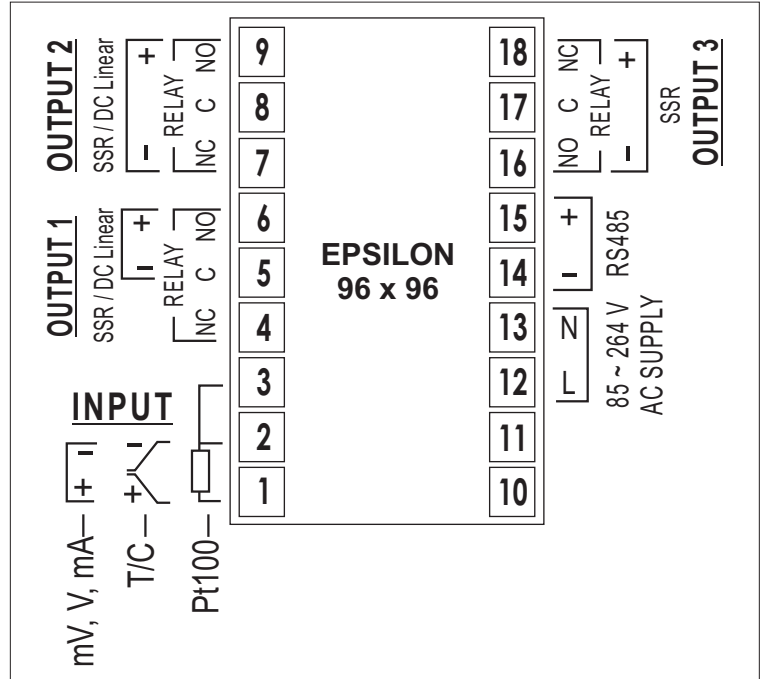 OUTPUT 2
SSR / DC Linear
- +
RELAY
NC C NO
OUTPUT 1
SSR / DC Linear
- +
RELAY
NC C NO
INPUT
mV, V, mA
+ -
T/C
+ -
Pt100
9
8
7
6
5
4
3
2
1
EPSILON
96 x 96
18
17
16
15
14
13
12
11
10
NO C NC
RELAY
- +
SSR
OUTPUT 3
- +
RS485
L N
85 ~ 264 V
AC SUPPLY